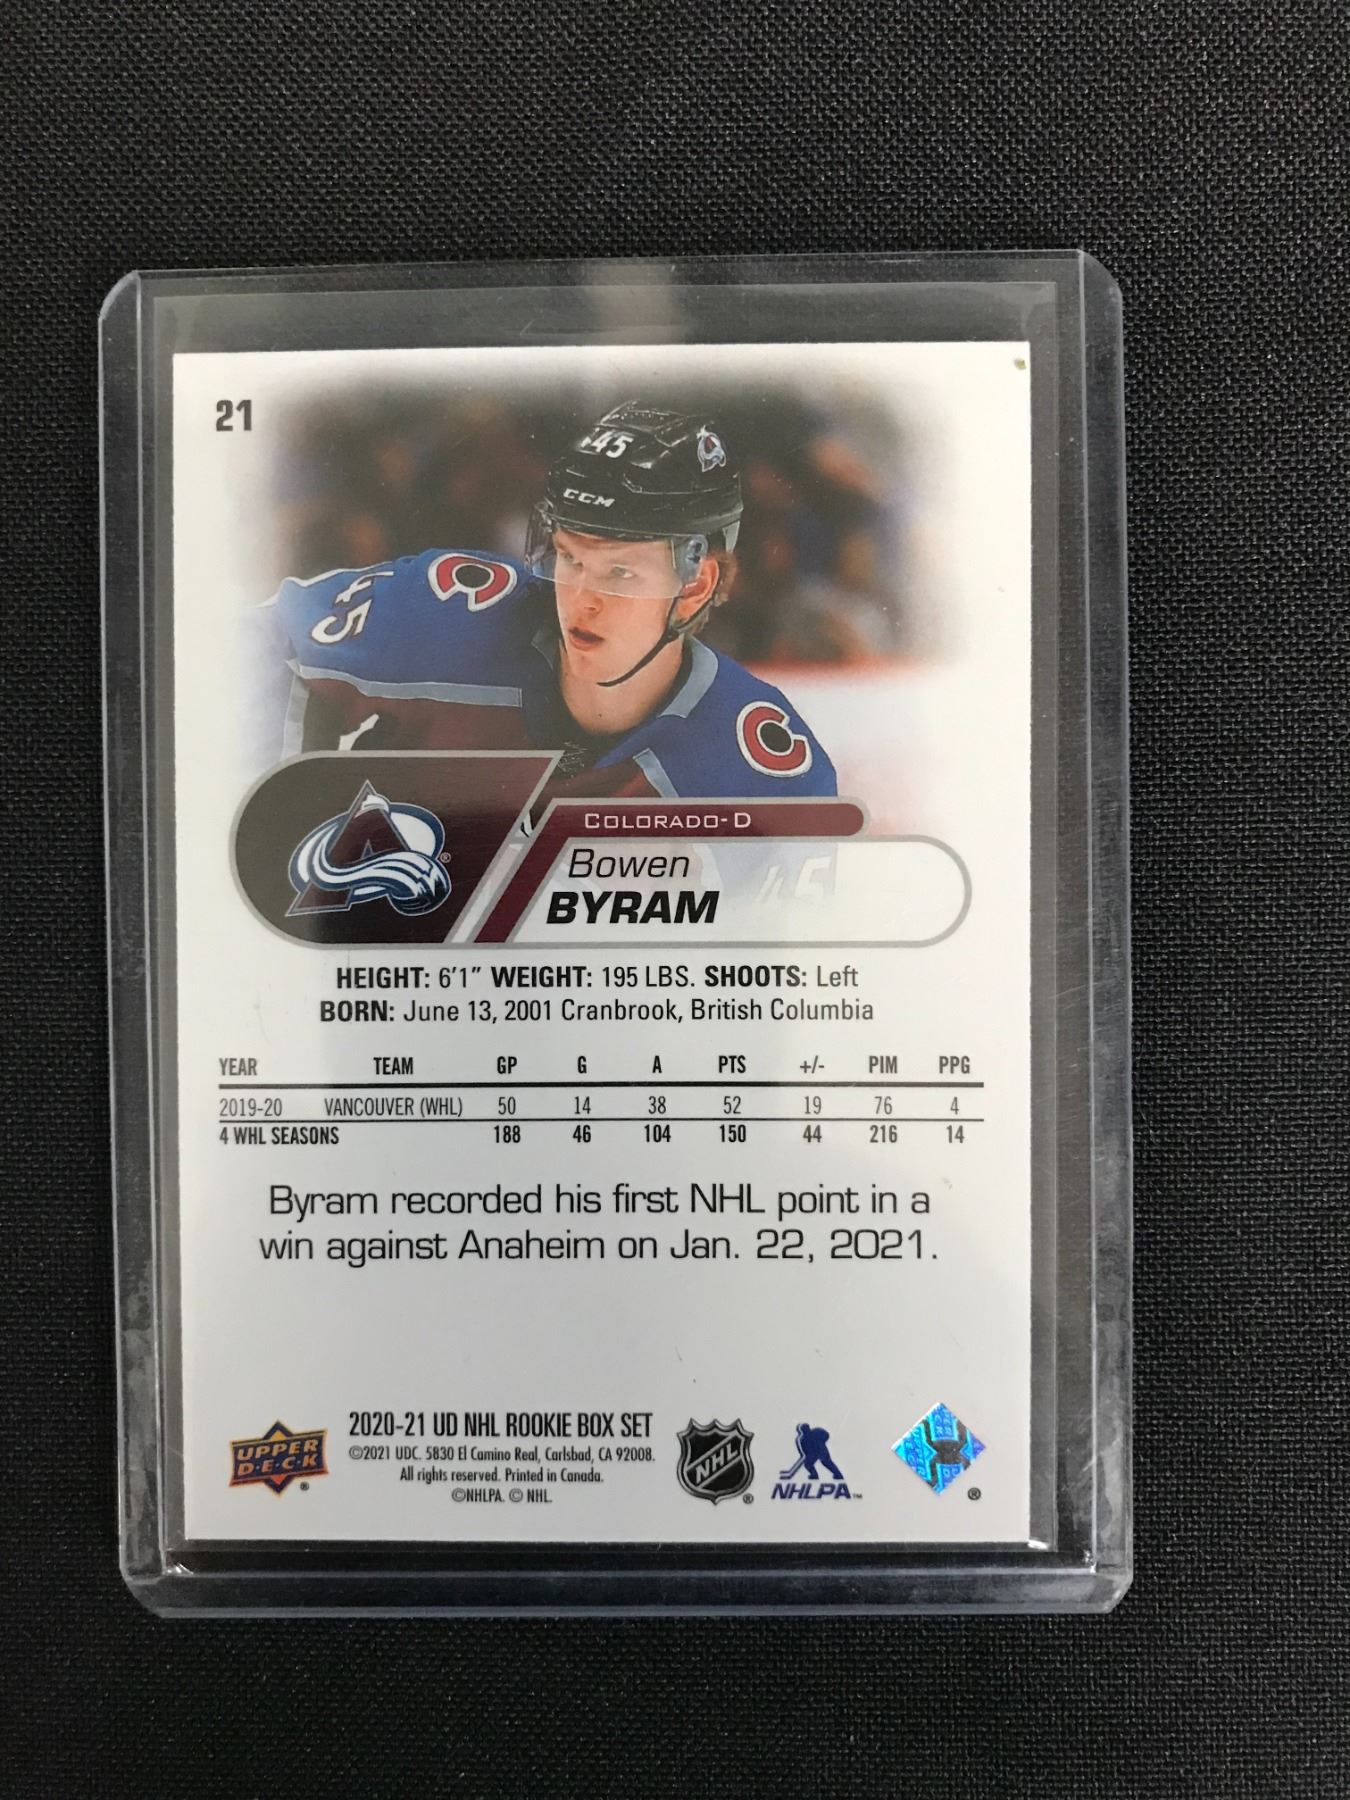 21
45
CCM
45
COLORADO-D
Bowen
BYRAM
45
HEIGHT: 6'1" WEIGHT: 195 LBS. SHOOTS: Left
BORN: June 13, 2001 Cranbrook, British Columbia
YEAR TEAM GP G A PTS +/- PIM PPG
2019-20 VANCOUVER (WHL) 50 14 38 52 19 76 4
4 WHL SEASONS 188 46 104 150 44 216 14
Byram recorded his first NHL point in a
win against Anaheim on Jan. 22, 2021.
UPPER
D·E·C·K ®
2020-21 UD NHL ROOKIE BOX SET
©2021 UDC. 5830 El Camino Real, Carlsbad, CA 92008.
All rights reserved. Printed in Canada.
©NHLPA. © NHL.
NHL ®
NHLPA™
®